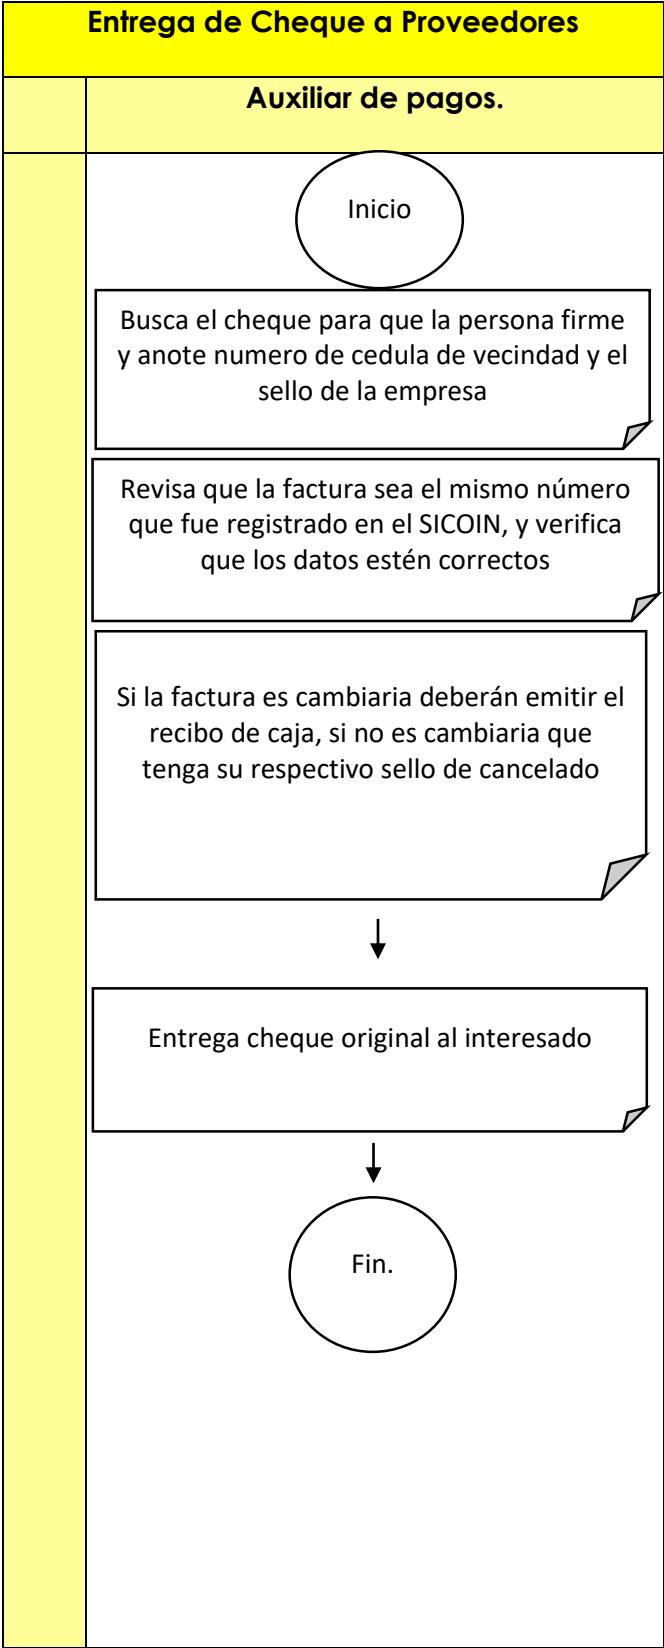 Entrega de Cheque a Proveedores
Auxiliar de pagos.
Inicio
Busca el cheque para que la persona firme
y anote numero de cedula de vecindad y el
sello de la empresa
Revisa que la factura sea el mismo número
que fue registrado en el SICOIN, y verifica
que los datos estén correctos
Si la factura es cambiaria deberán emitir el
recibo de caja, si no es cambiaria que
tenga su respectivo sello de cancelado
Entrega cheque original al interesado
Fin.